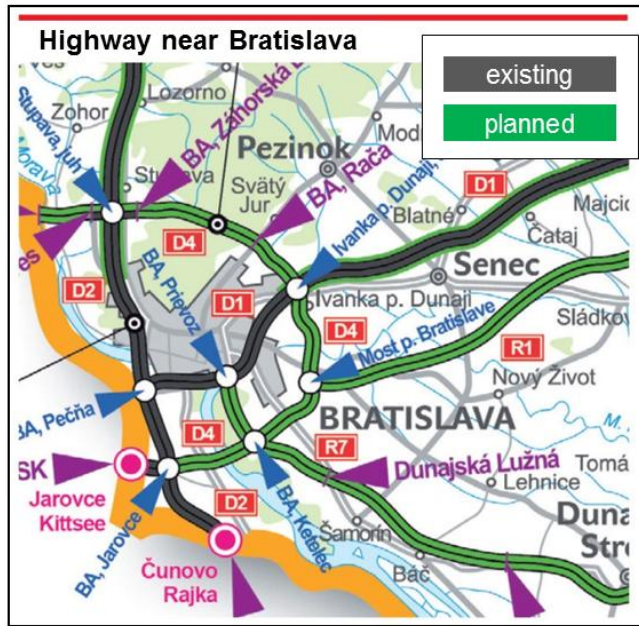 Highway near Bratislava
existing
planned
Lozorno
Zohor
Stupava, juh
BA, Záhorská
Modr
Pezinok
Morava
Stupava
BA, Rača
Svätý
Jur
Ivanka p. Dunaji,
D1
Blatné
Majcic
Čataj
D4
Senec
D2
BA, Prievoz
D1
Ivanka p. Dunaji
D4
Most p. Bratislave
Sládkov
R1
Nový Život
BA, Pečňa
BRATISLAVA
D4
R7
Dunajská Lužná
SK
Jarovce
Kittsee
D2
BA, Ketelec
Lehnice
Tomá
BA, Jarovce
Šamorín
Duna
Stre
Čunovo
Rajka
Báč